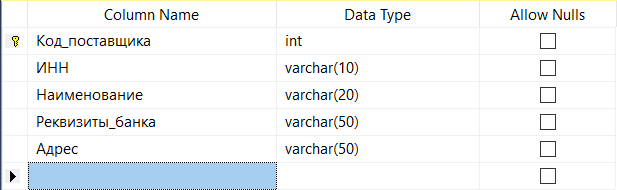 Column Name Data Type Allow Nulls
Код_поставщика int
ИНН varchar(10)
Наименование varchar(20)
Реквизиты_банка varchar(50)
Адрес varchar(50)